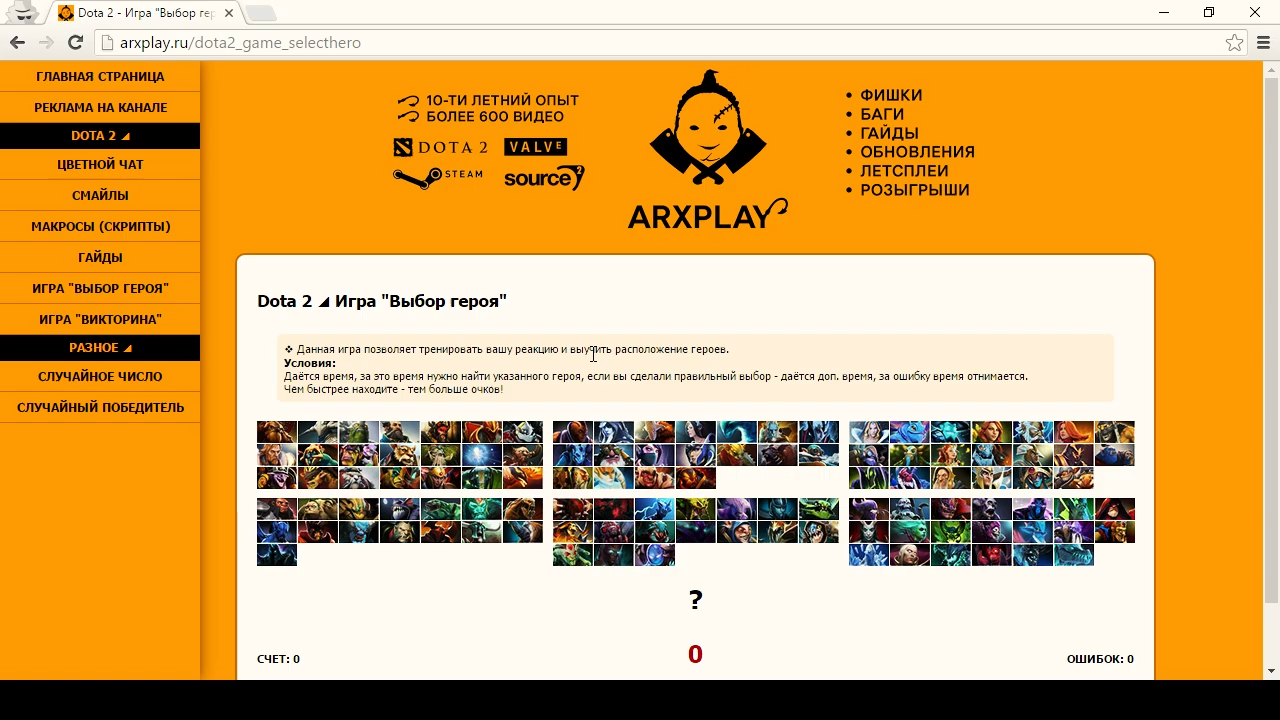 Dota 2 - Игра "Выбор гер
arxplay.ru/dota2_game_selecthero
ГЛАВНАЯ СТРАНИЦА
РЕКЛАМА НА КАНАЛЕ
DOTA 2
ЦВЕТНОЙ ЧАТ
СМАЙЛЫ
МАКРОСЫ (СКРИПТЫ)
ГАЙДЫ
ИГРА "ВЫБОР ГЕРОЯ"
ИГРА "ВИКТОРИНА"
РАЗНОЕ
СЛУЧАЙНОЕ ЧИСЛО
СЛУЧАЙНЫЙ ПОБЕДИТЕЛЬ
10-ТИ ЛЕТНИЙ ОПЫТ
БОЛЕЕ 600 ВИДЕО
DOTA 2 VALVE
STEAM source 2
ARXPLAY
• ФИШКИ
• БАГИ
• ГАЙДЫ
• ОБНОВЛЕНИЯ
• ЛЕТСПЛЕИ
• РОЗЫГРЫШИ
Dota 2 ◢ Игра "Выбор героя"
❖ Данная игра позволяет тренировать вашу реакцию и выучить расположение героев.
Условия:
Даётся время, за это время нужно найти указанного героя, если вы сделали правильный выбор - даётся доп. время, за ошибку время отнимается.
Чем быстрее находите - тем больше очков!
?
СЧЕТ: 0
0
ОШИБОК: 0